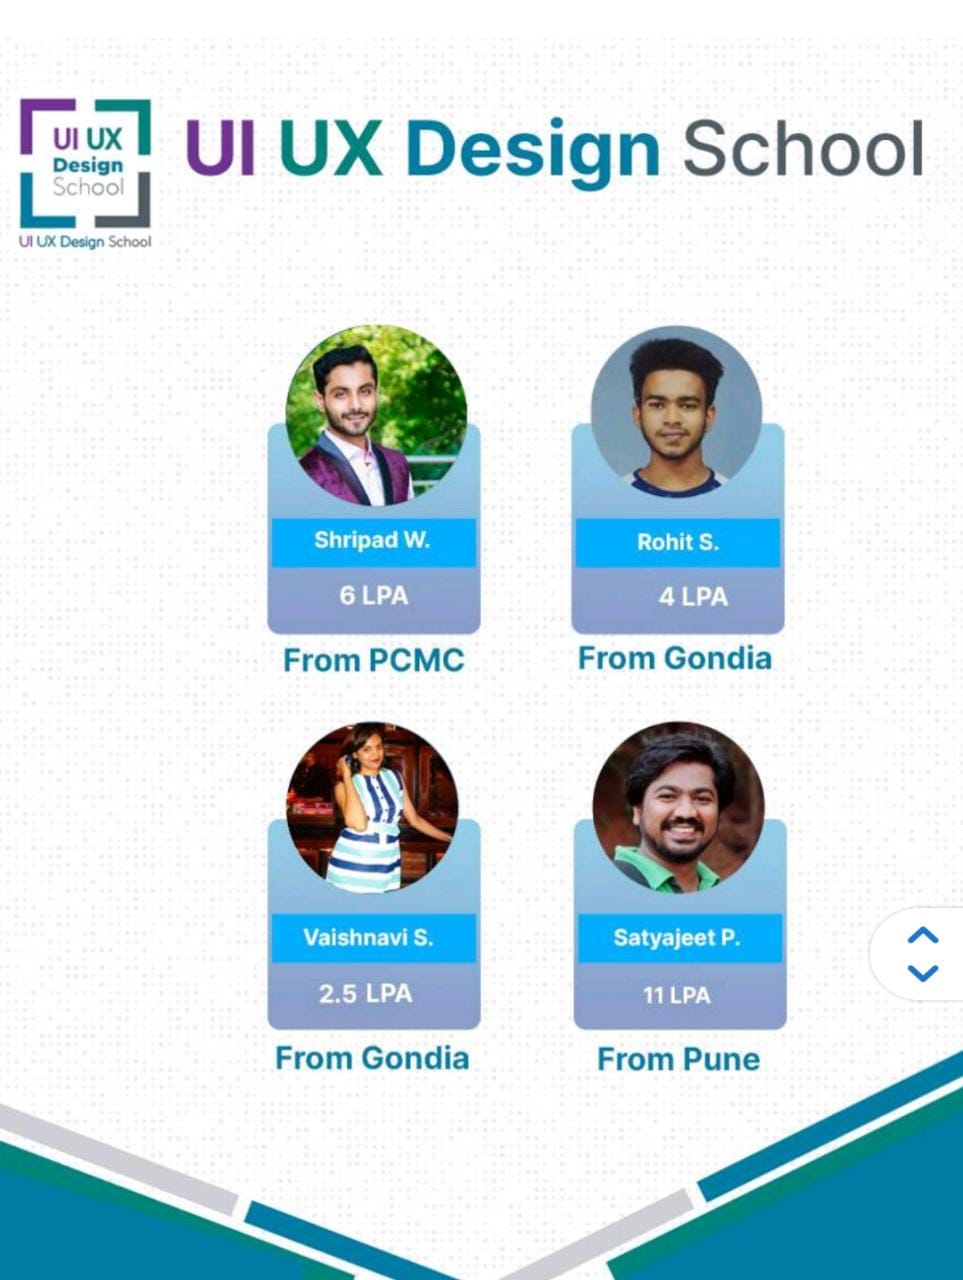 UI UX
Design
School
UI UX Design School
UI UX Design School
Shripad W.
6 LPA
From PCMC
Rohit S.
4 LPA
From Gondia
Vaishnavi S.
2.5 LPA
From Gondia
Satyajeet P.
11 LPA
From Pune